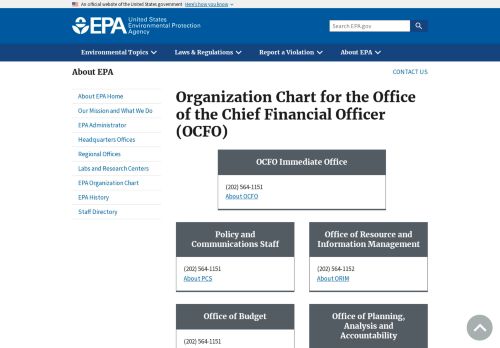 An official website of the United States government Here's how you know
EPA United States
Environmental Protection
Agency
Search EPA.gov
Environmental Topics
Laws & Regulations
Report a Violation
About EPA
About EPA
CONTACT US
About EPA Home
Our Mission and What We Do
EPA Administrator
Headquarters Offices
Regional Offices
Labs and Research Centers
EPA Organization Chart
EPA History
Staff Directory
Organization Chart for the Office
of the Chief Financial Officer
(OCFO)
OCFO Immediate Office
(202) 564-1151
About OCFO
Policy and
Communications Staff
(202) 564-1151
About PCS
Office of Resource and
Information Management
(202) 564-1152
About ORIM
Office of Budget
(202) 564-1151
Office of Planning,
Analysis and
Accountability